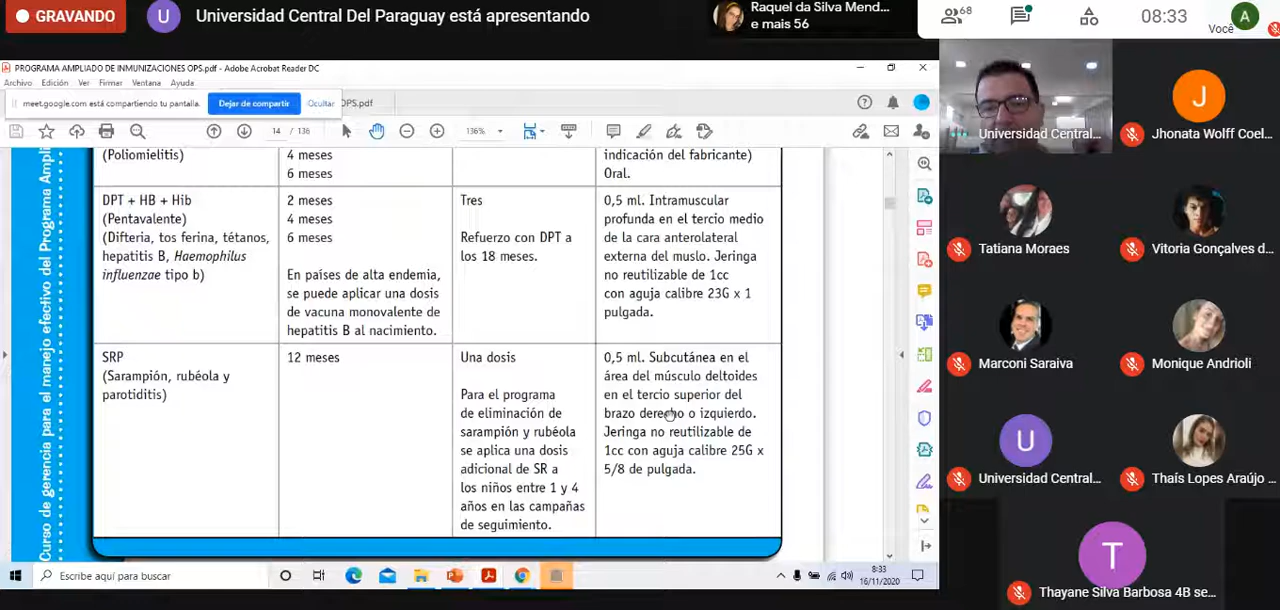 GRAVANDO
U
Universidad Central Del Paraguay está apresentando
Raquel da Silva Mend...
e mais 56
68
08:33
Você
A
PROGRAMA AMPLIADO DE INMUNIZACIONES OPS.pdf - Adobe Acrobat Reader DC
Archivo Edición Ver Firmar Ventana Ayuda
meet.google.com está compartiendo tu pantalla.
Dejar de compartir
Ocultar
OPS.pdf
14 / 136
136%
Curso de gerencia para el manejo efectivo del Programa Ampli
(Poliomielitis)
4 meses
6 meses
indicación del fabricante)
Oral.
DPT + HB + Hib
(Pentavalente)
(Difteria, tos ferina, tétanos,
hepatitis B, Haemophilus
influenzae tipo b)
2 meses
4 meses
6 meses
En países de alta endemia,
se puede aplicar una dosis
de vacuna monovalente de
hepatitis B al nacimiento.
Tres
Refuerzo con DPT a
los 18 meses.
0,5 ml. Intramuscular
profunda en el tercio medio
de la cara anterolateral
externa del muslo. Jeringa
no reutilizable de 1cc
con aguja calibre 23G x 1
pulgada.
SRP
(Sarampión, rubéola y
parotiditis)
12 meses
Una dosis
Para el programa
de eliminación de
sarampión y rubéola
se aplica una dosis
adicional de SR a
los niños entre 1 y 4
años en las campañas
de seguimiento.
0,5 ml. Subcutánea en el
área del músculo deltoides
en el tercio superior del
brazo derecho o izquierdo.
Jeringa no reutilizable de
1cc con aguja calibre 25G x
5/8 de pulgada.
Universidad Central...
J
Jhonata Wolff Coel...
Tatiana Moraes
Vitoria Gonçalves d...
Marconi Saraiva
Monique Andrioli
U
Universidad Central...
Thaís Lopes Araújo ...
T
Thayane Silva Barbosa 4B se...
Escribe aquí para buscar
8:33
16/11/2020